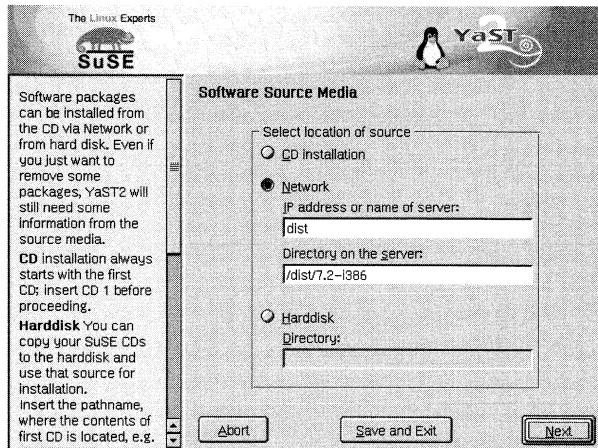 The Linux Experts
SuSE
YaST
2
Software packages
can be installed from
the CD via Network or
from hard disk. Even if
you just want to
remove some
packages, YaST2 will
still need some
information from the
source media.
CD installation always
starts with the first
CD; insert CD 1 before
proceeding.
Harddisk You can
copy your SuSE CDs
to the harddisk and
use that source for
installation.
Insert the pathname,
where the contents of
first CD is located, e.g.
Software Source Media
Select location of source
CD installation
Network
IP address or name of server:
dist
Directory on the server:
/dist/7.2-i386
Harddisk
Directory:
Abort
Save and Exit
Next